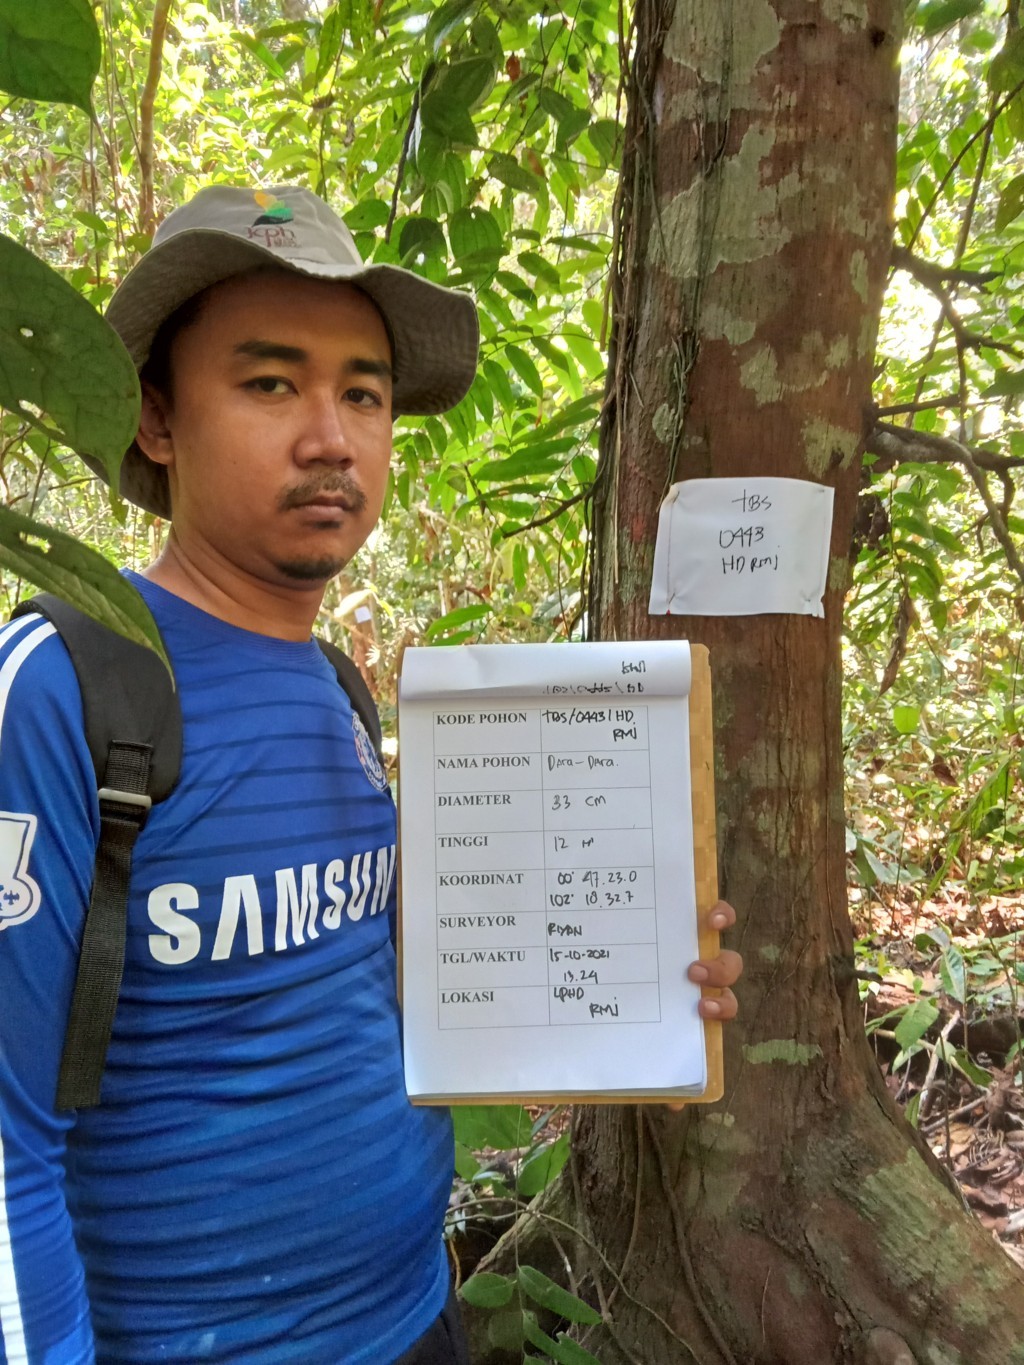 kph
tBS
0443
HD RMj
KODE POHON tBS/0443/HD.
RMj
NAMA POHON Dara-Dara.
DIAMETER 33 cm
TINGGI 12 m
KOORDINAT 00° 47.23.0
102° 18.32.7
SURVEYOR RIYAN
TGL/WAKTU 15-10-2021
13.24
LOKASI LPHD
RMj
SAMSUN